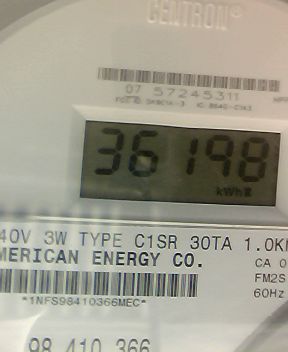 CENTRON®
07 57245311
36198
kWh
40V 3W TYPE C1SR 30TA 1.0K
MERICAN ENERGY CO.
CA 0
FM2S
60Hz
*1NFS98410366MEC*
98 410 366